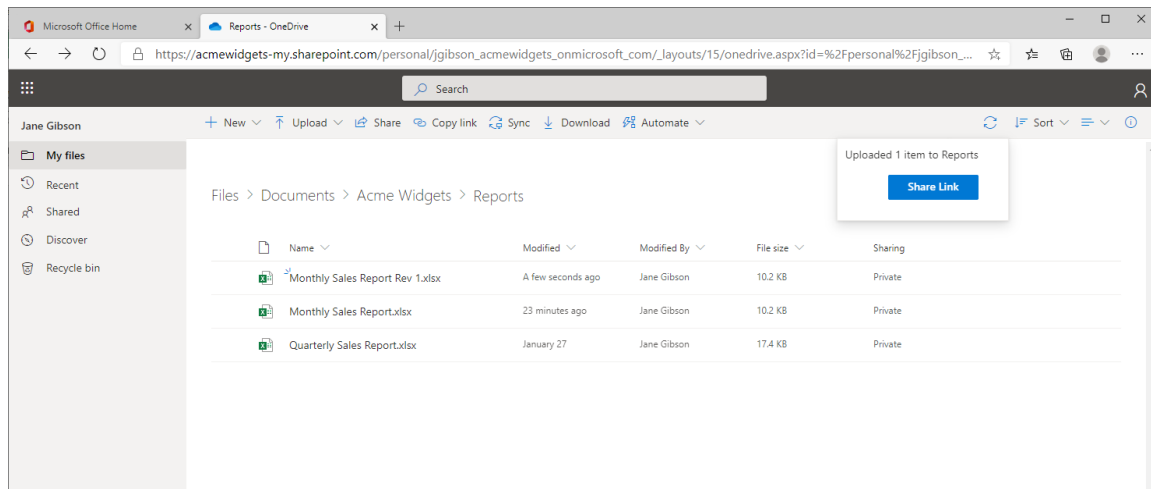 Microsoft Office Home
Reports - OneDrive
https://acmewidgets-my.sharepoint.com/personal/jgibson_acmewidgets_onmicrosoft_com/_layouts/15/onedrive.aspx?id=%2Fpersonal%2Fjgibson_...
Search
Jane Gibson
New Upload Share Copy link Sync Download Automate Sort
My files
Recent
Shared
Discover
Recycle bin
Uploaded 1 item to Reports
Share Link
Files > Documents > Acme Widgets > Reports
Name Modified Modified By File size Sharing
Monthly Sales Report Rev 1.xlsx A few seconds ago Jane Gibson 10.2 KB Private
Monthly Sales Report.xlsx 23 minutes ago Jane Gibson 10.2 KB Private
Quarterly Sales Report.xlsx January 27 Jane Gibson 17.4 KB Private